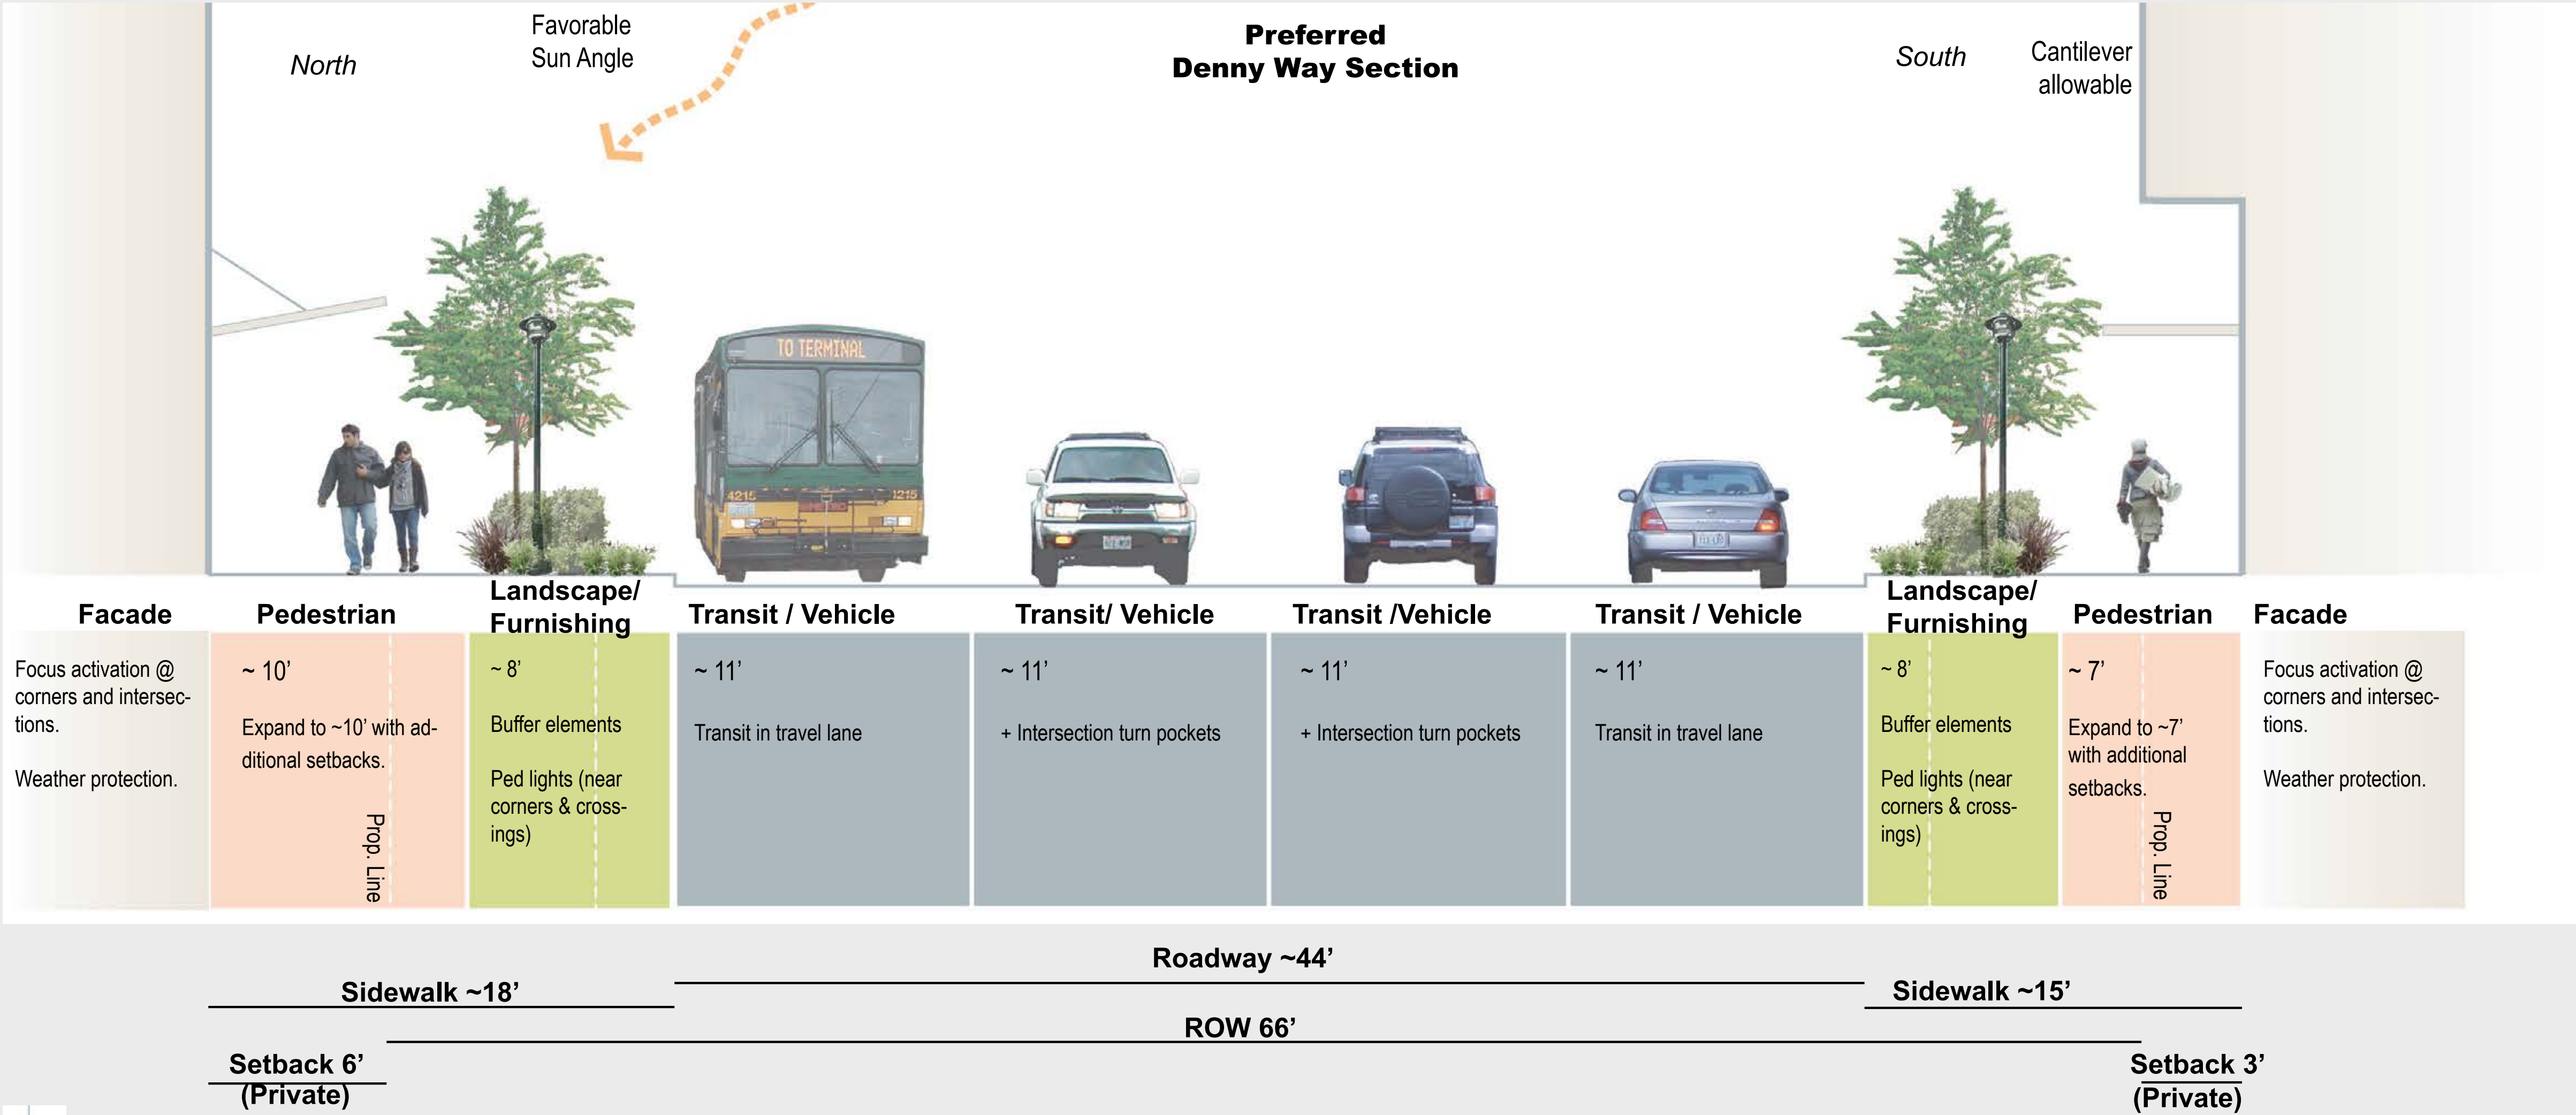 Favorable
Sun Angle
North
Preferred
Denny Way Section
South
Cantilever
allowable
TO TERMINAL
4215
1215
Facade
Pedestrian
Landscape/
Furnishing
Transit / Vehicle
Transit/ Vehicle
Transit /Vehicle
Transit / Vehicle
Landscape/
Furnishing
Pedestrian
Facade
Focus activation @
corners and intersec-
tions.
Weather protection.
~ 10’
Expand to ~10’ with ad-
ditional setbacks.
Prop. Line
~ 8’
Buffer elements
Ped lights (near
corners & cross-
ings)
~ 11’
Transit in travel lane
~ 11’
+ Intersection turn pockets
~ 11’
+ Intersection turn pockets
~ 11’
Transit in travel lane
~ 8’
Buffer elements
Ped lights (near
corners & cross-
ings)
~ 7’
Expand to ~7’
with additional
setbacks.
Prop. Line
Focus activation @
corners and intersec-
tions.
Weather protection.
Roadway ~44’
Sidewalk ~18’
Sidewalk ~15’
ROW 66’
Setback 6’
(Private)
Setback 3’
(Private)